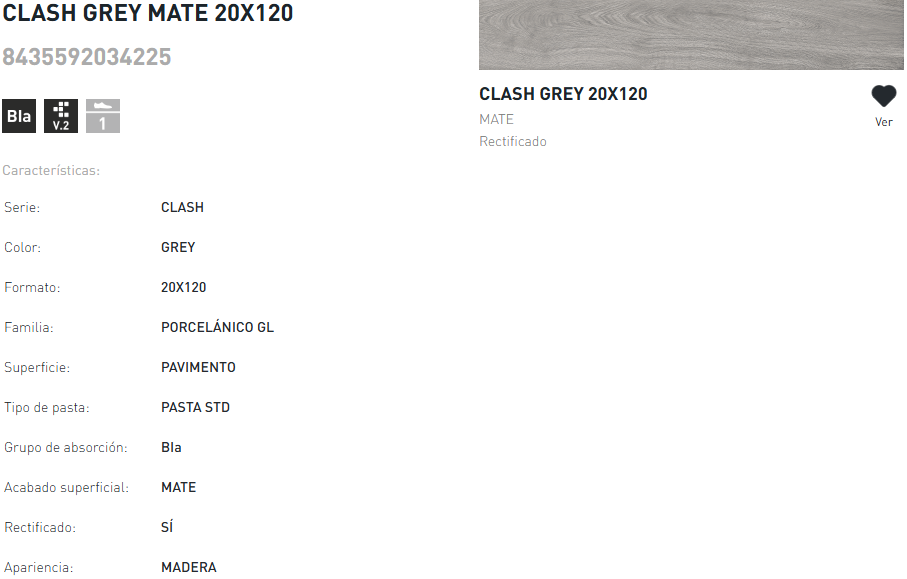 CLASH GREY MATE 20X120
8435592034225
BIa
V.2
1
Características:
Serie: CLASH
Color: GREY
Formato: 20X120
Familia: PORCELÁNICO GL
Superficie: PAVIMENTO
Tipo de pasta: PASTA STD
Grupo de absorción: BIa
Acabado superficial: MATE
Rectificado: SÍ
Apariencia: MADERA
CLASH GREY 20X120
MATE
Rectificado
Ver